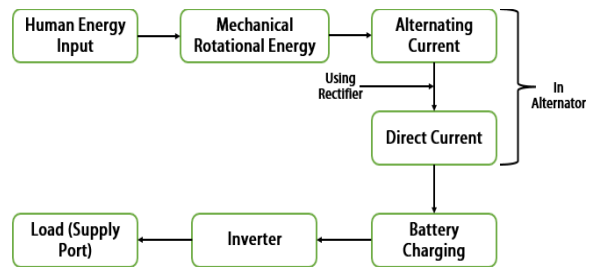 Human Energy
Input
Mechanical
Rotational Energy
Alternating
Current
Using
Rectifier
In
Alternator
Direct Current
Load (Supply
Port)
Inverter
Battery
Charging